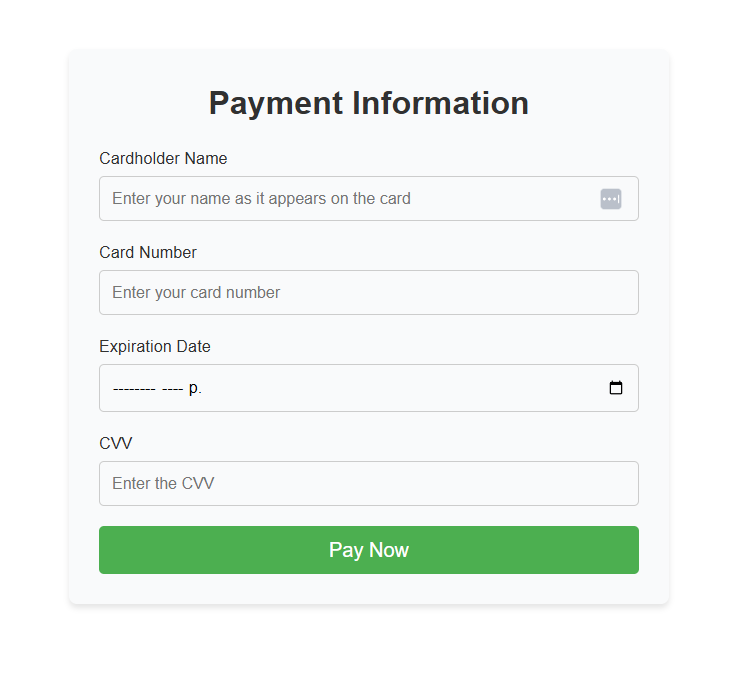 Payment Information
Cardholder Name
Enter your name as it appears on the card
Card Number
Enter your card number
Expiration Date
-------- ---- р.
CVV
Enter the CVV
Pay Now